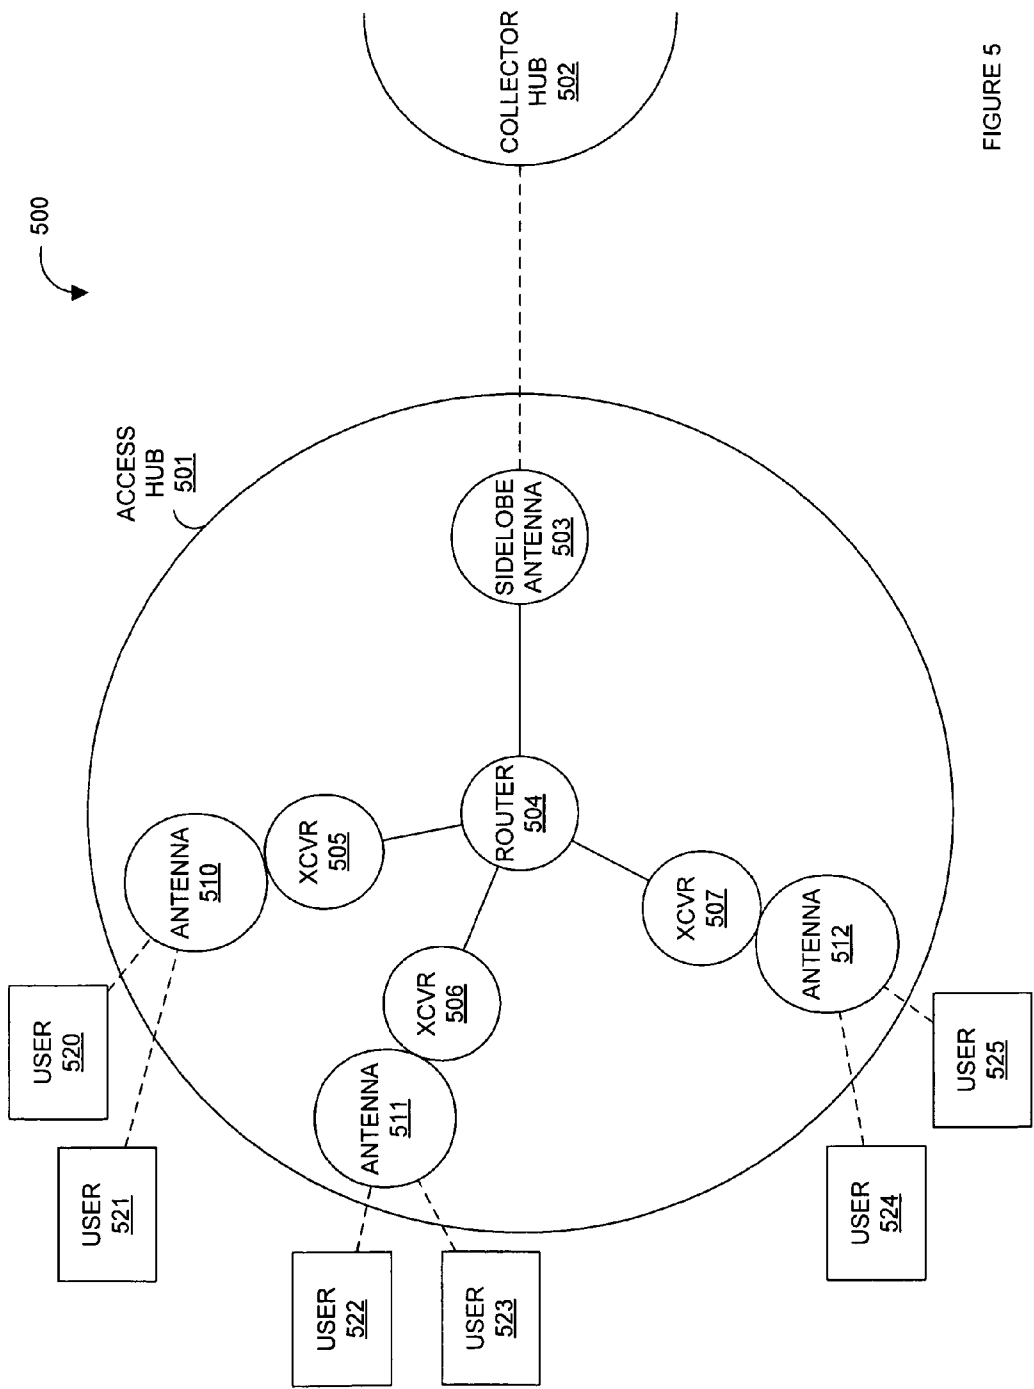 500
ACCESS
HUB
501
COLLECTOR
HUB
502
SIDELOBE
ANTENNA
503
ROUTER
504
XCVR
505
XCVR
506
XCVR
507
ANTENNA
510
ANTENNA
511
ANTENNA
512
USER
520
USER
521
USER
522
USER
523
USER
524
USER
525
FIGURE 5